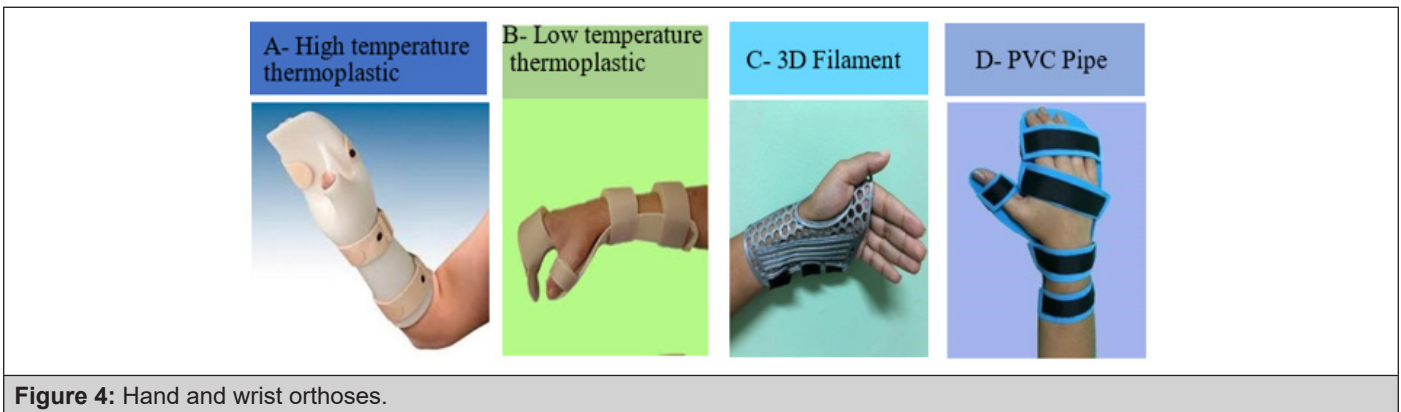 A- High temperature
thermoplastic
B- Low temperature
thermoplastic
C- 3D Filament
D- PVC Pipe
Figure 4: Hand and wrist orthoses.